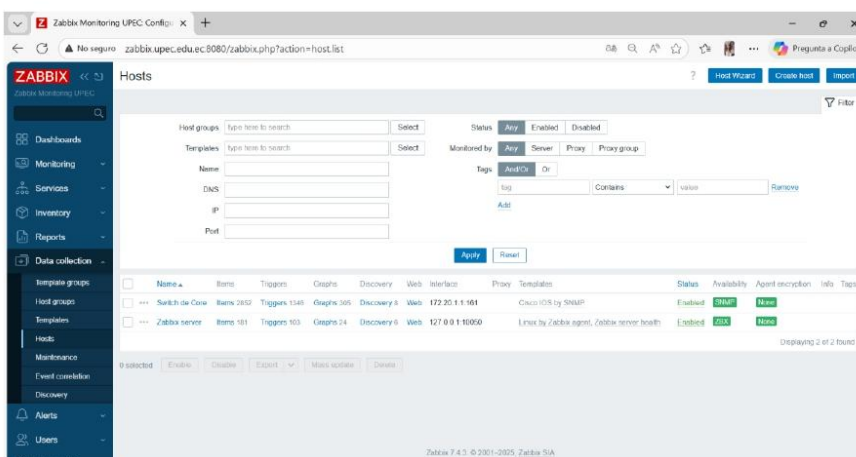 Zabbix Monitoring UPEC: Configu
No seguro zabbix.upec.edu.ec:8080/zabbix.php?action=host.list Pregunta a Copilo
ZABBIX
Zabbix Monitoring UPEC
Hosts
? Host Wizard Create host Import
Filter
Host groups type here to search Select
Status Any Enabled Disabled
Templates type here to search Select
Monitored by Any Server Proxy Proxy group
Name
Tags And/Or Or
DNS
tag Contains value Remove
IP
Add
Port
Apply Reset
Dashboards
Monitoring
Services
Inventory
Reports
Data collection
Template groups
Host groups
Templates
Hosts
Maintenance
Event correlation
Discovery
Alerts
Users
Name Items Triggers Graphs Discovery Web Interface Proxy Templates Status Availability Agent encryption Info Tags
Switch de Core Items 2852 Triggers Graphs Discovery Web 172.20.1.1:161 Cisco IOS by SNMP Enabled SNMP None
Zabbix server Items 181 Triggers 103 Graphs 24 Discovery 6 Web 127.0.0.1:10050 Linux by Zabbix agent, Zabbix server health Enabled ZBX None
Displaying 2 of 2 found
0 selected Enable Disable Export Mass update Delete
Zabbix 7.4.3. © 2001–2025, Zabbix SIA